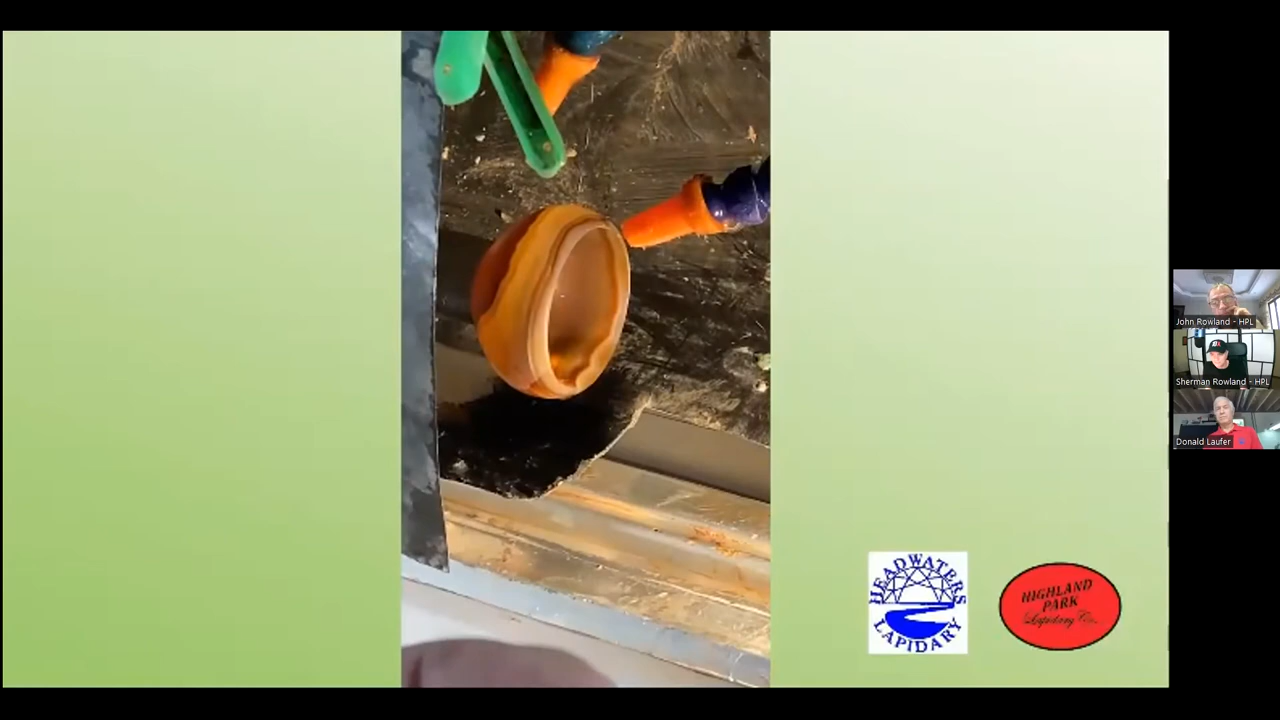 HEADWATERS
LAPIDARY
HIGHLAND
PARK
Lapidary Co.
John Rowland - HPL
Sherman Rowland - HPL
Donald Laufer